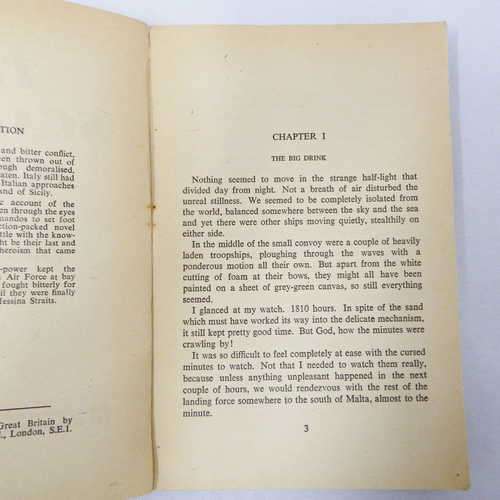 TION
and bitter conflict,
en thrown out of
ough demoralised,
aten. Italy still had
Italian approaches
nd of Sicily.
ic account of the
en through the eyes
mandos to set foot
ction-packed novel
ttle with the know-
ght be their last and
heroism that came
-power kept the
Air Force at bay
fought bitterly for
il they were finally
essina Straits.
Great Britain by
., London, S.E.1.
CHAPTER I
THE BIG DRINK
Nothing seemed to move in the strange half-light that
divided day from night. Not a breath of air disturbed the
unreal stillness. We seemed to be completely isolated from
the world, balanced somewhere between the sky and the sea
and yet there were other ships moving quietly, stealthily on
either side.
In the middle of the small convoy were a couple of heavily
laden troopships, ploughing through the waves with a
ponderous motion all their own. But apart from the white
cutting of foam at their bows, they might all have been
painted on a sheet of grey-green canvas, so still everything
seemed.
I glanced at my watch. 1810 hours. In spite of the sand
which must have worked its way into the delicate mechanism,
it still kept pretty good time. But God, how the minutes
were crawling by!
It was so difficult to feel completely at ease with the cursed
minutes to watch. Not that I needed to watch them really,
because unless anything unpleasant happened in the next
couple of hours, we would rendezvous with the rest of the
landing force somewhere to the south of Malta, almost to the
minute.
3